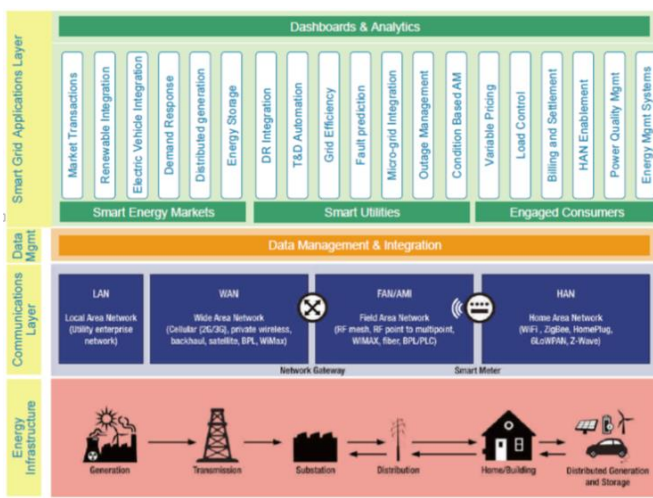 Dashboards & Analytics
Smart Grid Applications Layer
Market Transactions
Renewable Integration
Electric Vehicle Integration
Demand Response
Distributed generation
Energy Storage
DR Integration
T&D Automation
Grid Efficiency
Fault prediction
Micro-grid Integration
Outage Management
Condition Based AM
Variable Pricing
Load Control
Billing and Settlement
HAN Enablement
Power Quality Mgmt
Energy Mgmt Systems
Smart Energy Markets
Smart Utilities
Engaged Consumers
Data
Mgmt
Data Management & Integration
Communications
Layer
LAN
Local Area Network
(Utility enterprise
network)
WAN
Wide Area Network
(Cellular (2G/3G), private wireless,
backhaul, satellite, BPL, WiMax)
FAN/AMI
Field Area Network
(RF mesh, RF point to multipoint,
WiMAX, fiber, BPL/PLC)
HAN
Home Area Network
(WiFi , ZigBee, HomePlug,
6LoWPAN, Z-Wave)
Network Gateway
Smart Meter
Energy
Infrastructure
Generation
Transmission
Substation
Distribution
Home/Building
Distributed Generation
and Storage